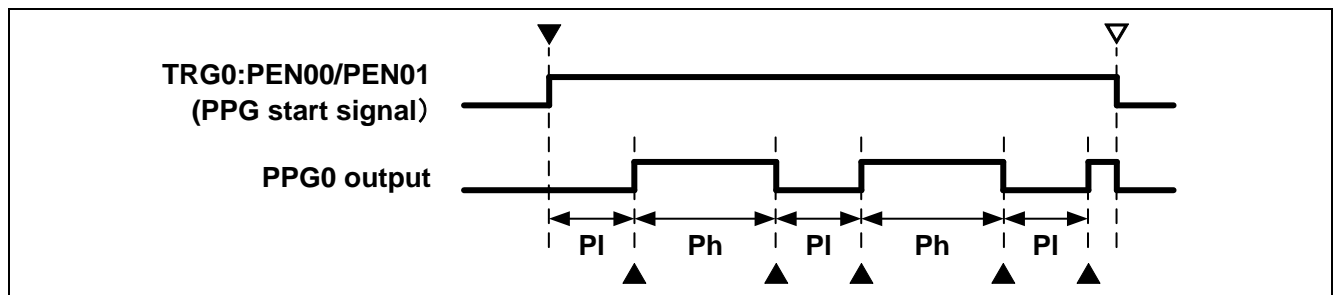 TRG0:PEN00/PEN01
(PPG start signal）
PPG0 output
Pl Ph Pl Ph Pl